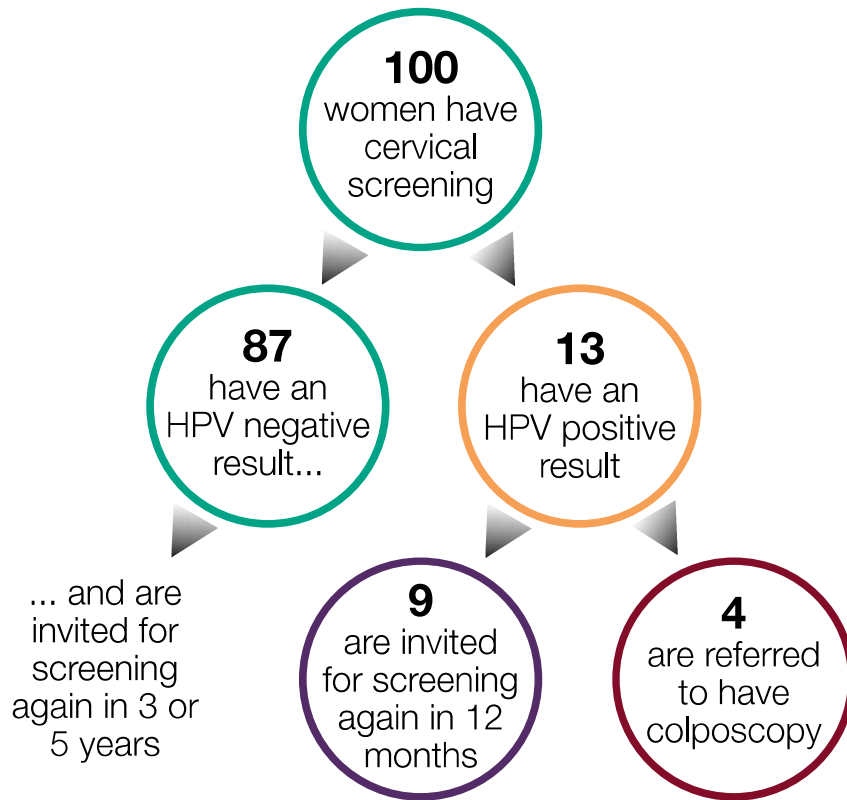 100
women have
cervical
screening
87
have an
HPV negative
result...
13
have an
HPV positive
result
... and are
invited for
screening
again in 3 or
5 years
9
are invited
for screening
again in 12
months
4
are referred
to have
colposcopy